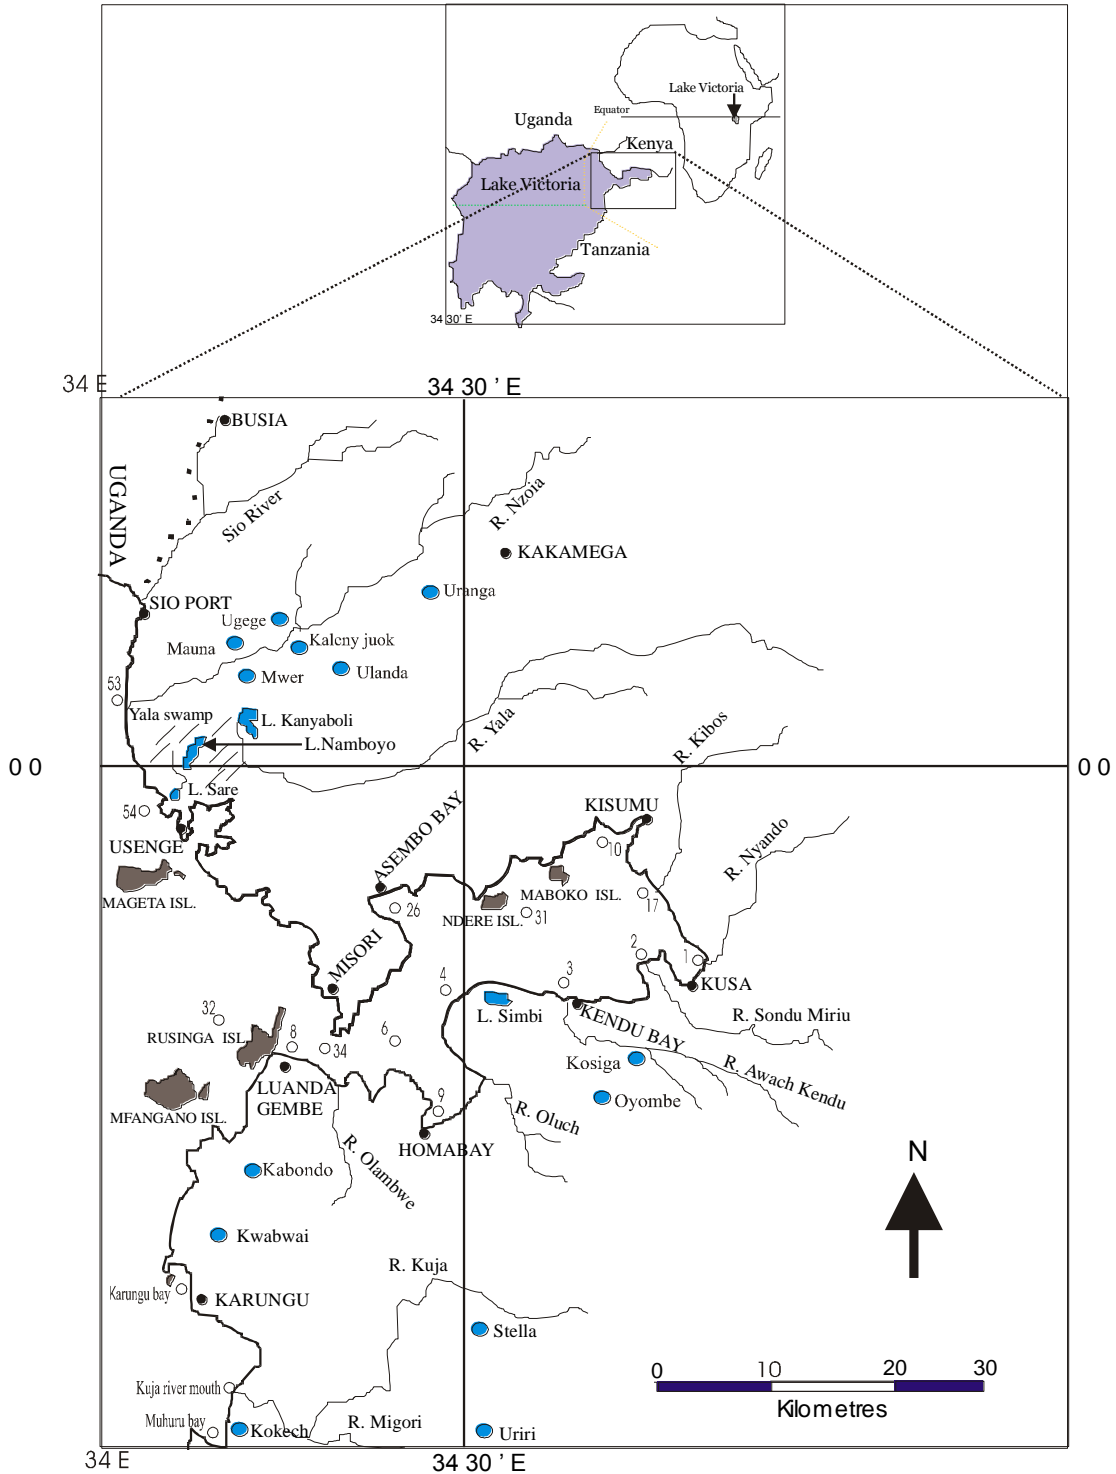 Lake Victoria
Equator
Uganda
Kenya
Lake Victoria
Tanzania
34 30' E
34 E
34 30 ' E
BUSIA
UGANDA
Sio River
R. Nzoia
KAKAMEGA
Uranga
SIO PORT
Ugege
Mauna
Kalcny juok
Mwer
Ulanda
53
Yala swamp
L. Kanyaboli
R. Yala
L.Namboyo
R. Kibos
0 0
0 0
L. Sare
54
USENGE
ASEMBO BAY
KISUMU
10
R. Nyando
MAGETA ISL.
MABOKO ISL.
NDERE ISL.
26
31
17
MISORI
2
1
4
3
KUSA
L. Simbi
KENDU BAY
R. Sondu Miriu
32
RUSINGA ISL.
8
34
6
Kosiga
R. Awach Kendu
LUANDA
GEMBE
MFANGANO ISL.
9
Oyombe
R. Oluch
HOMABAY
R. Olambwe
Kabondo
N
Kwabwai
R. Kuja
Karungu bay
KARUNGU
Stella
0 10 20 30
Kilometres
Kuja river mouth
Muhuru bay
Kokech
R. Migori
Uriri
34 E
34 30 ' E